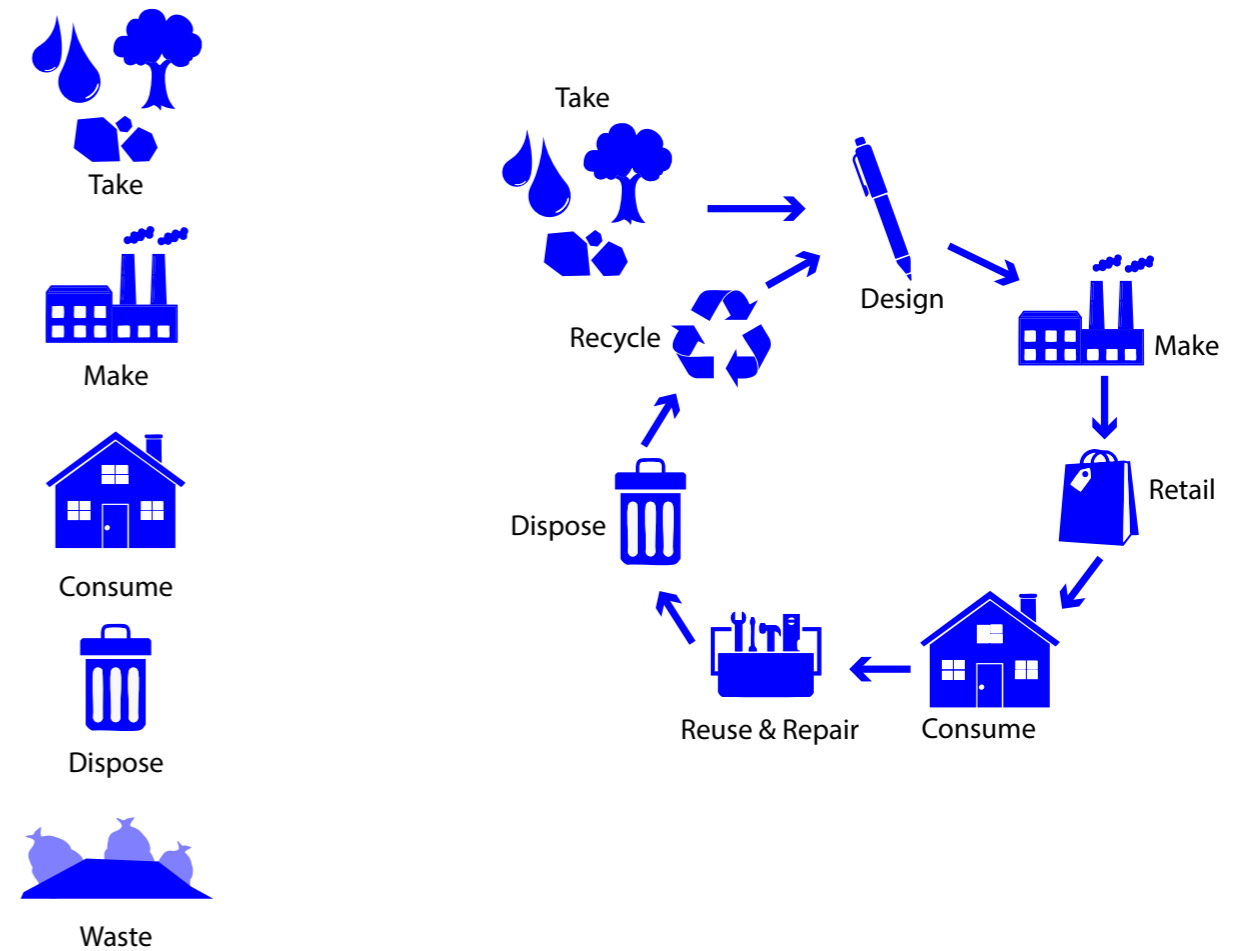 Take
Make
Consume
Dispose
Waste
Take
Design
Make
Retail
Consume
Reuse & Repair
Dispose
Recycle